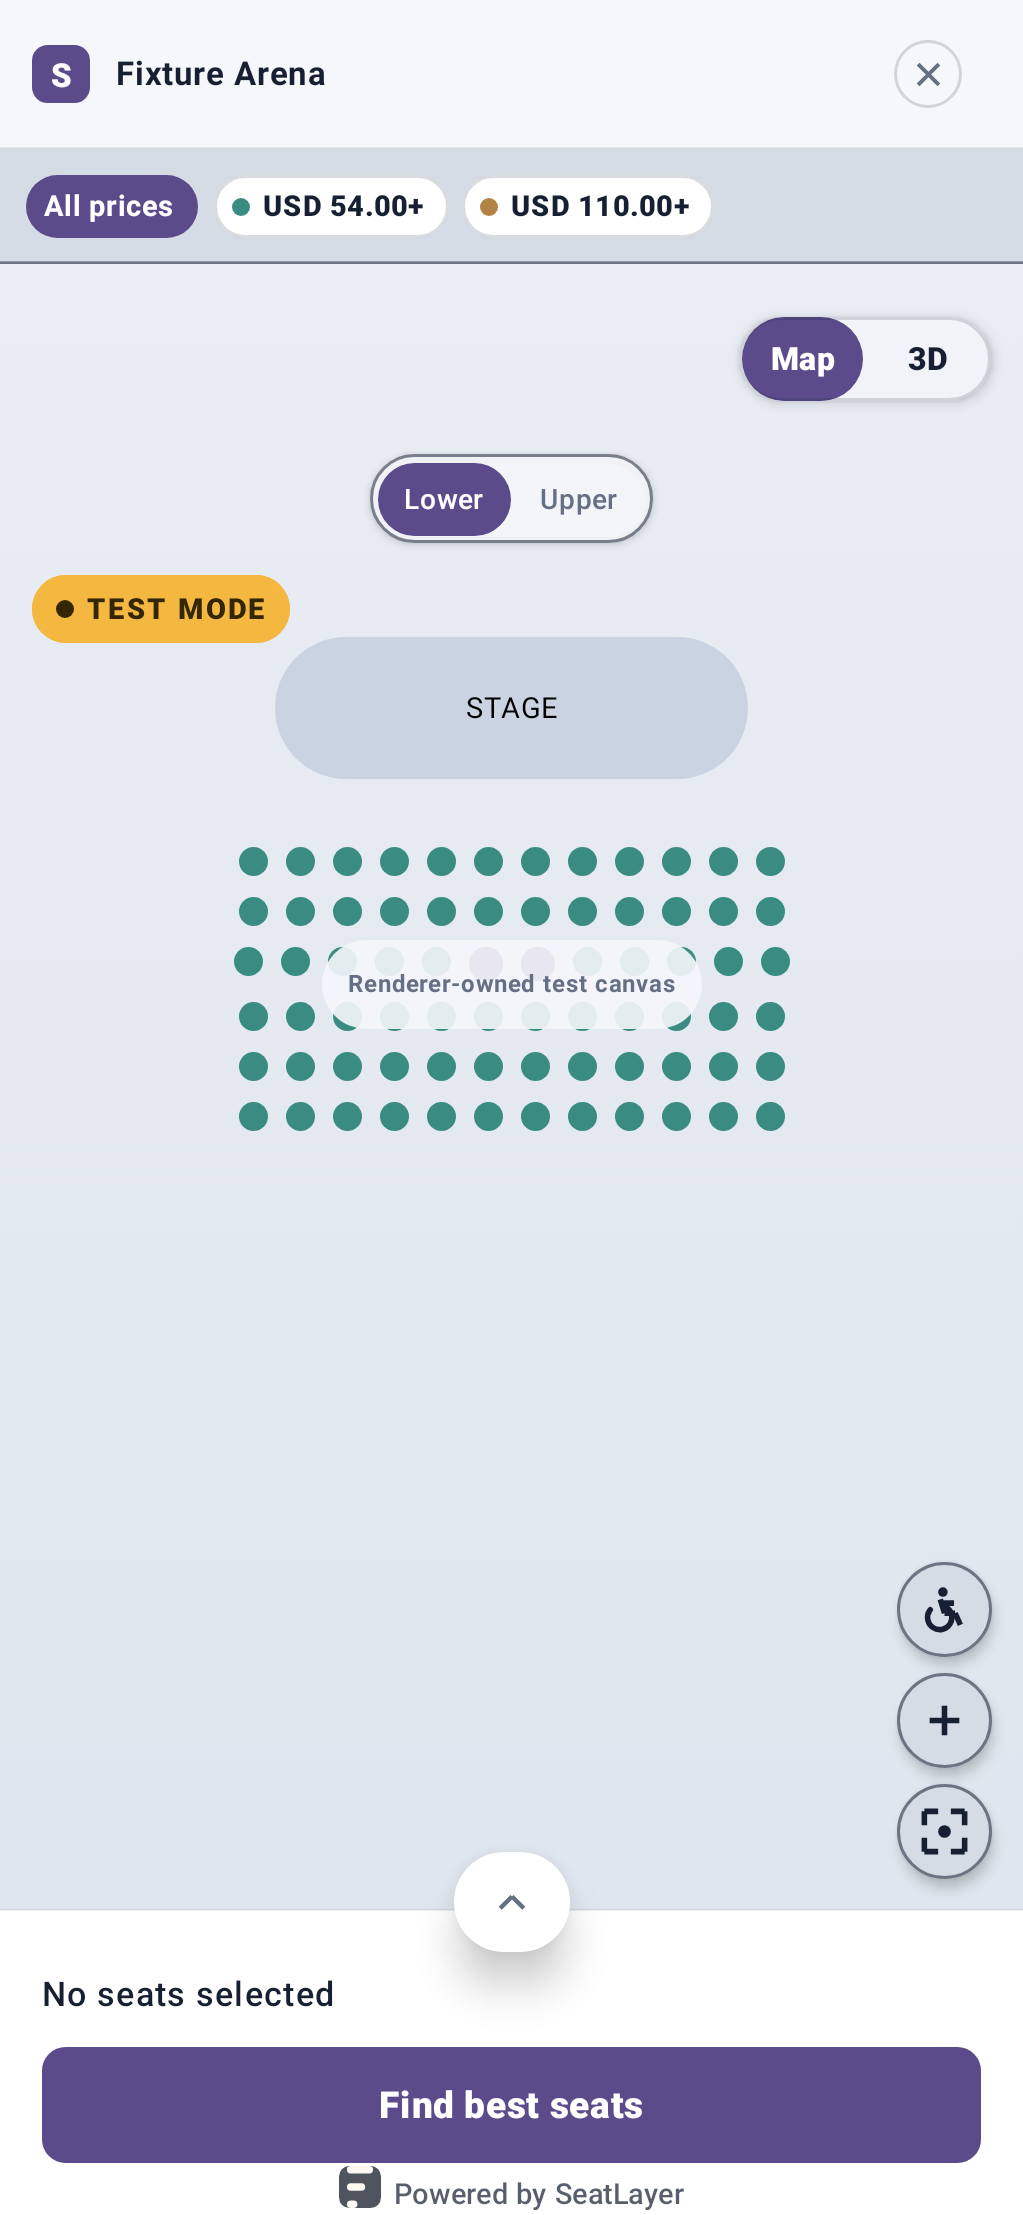 S Fixture Arena
All prices USD 54.00+ USD 110.00+
Map 3D
Lower Upper
TEST MODE
STAGE
Renderer-owned test canvas
No seats selected
Find best seats
Powered by SeatLayer